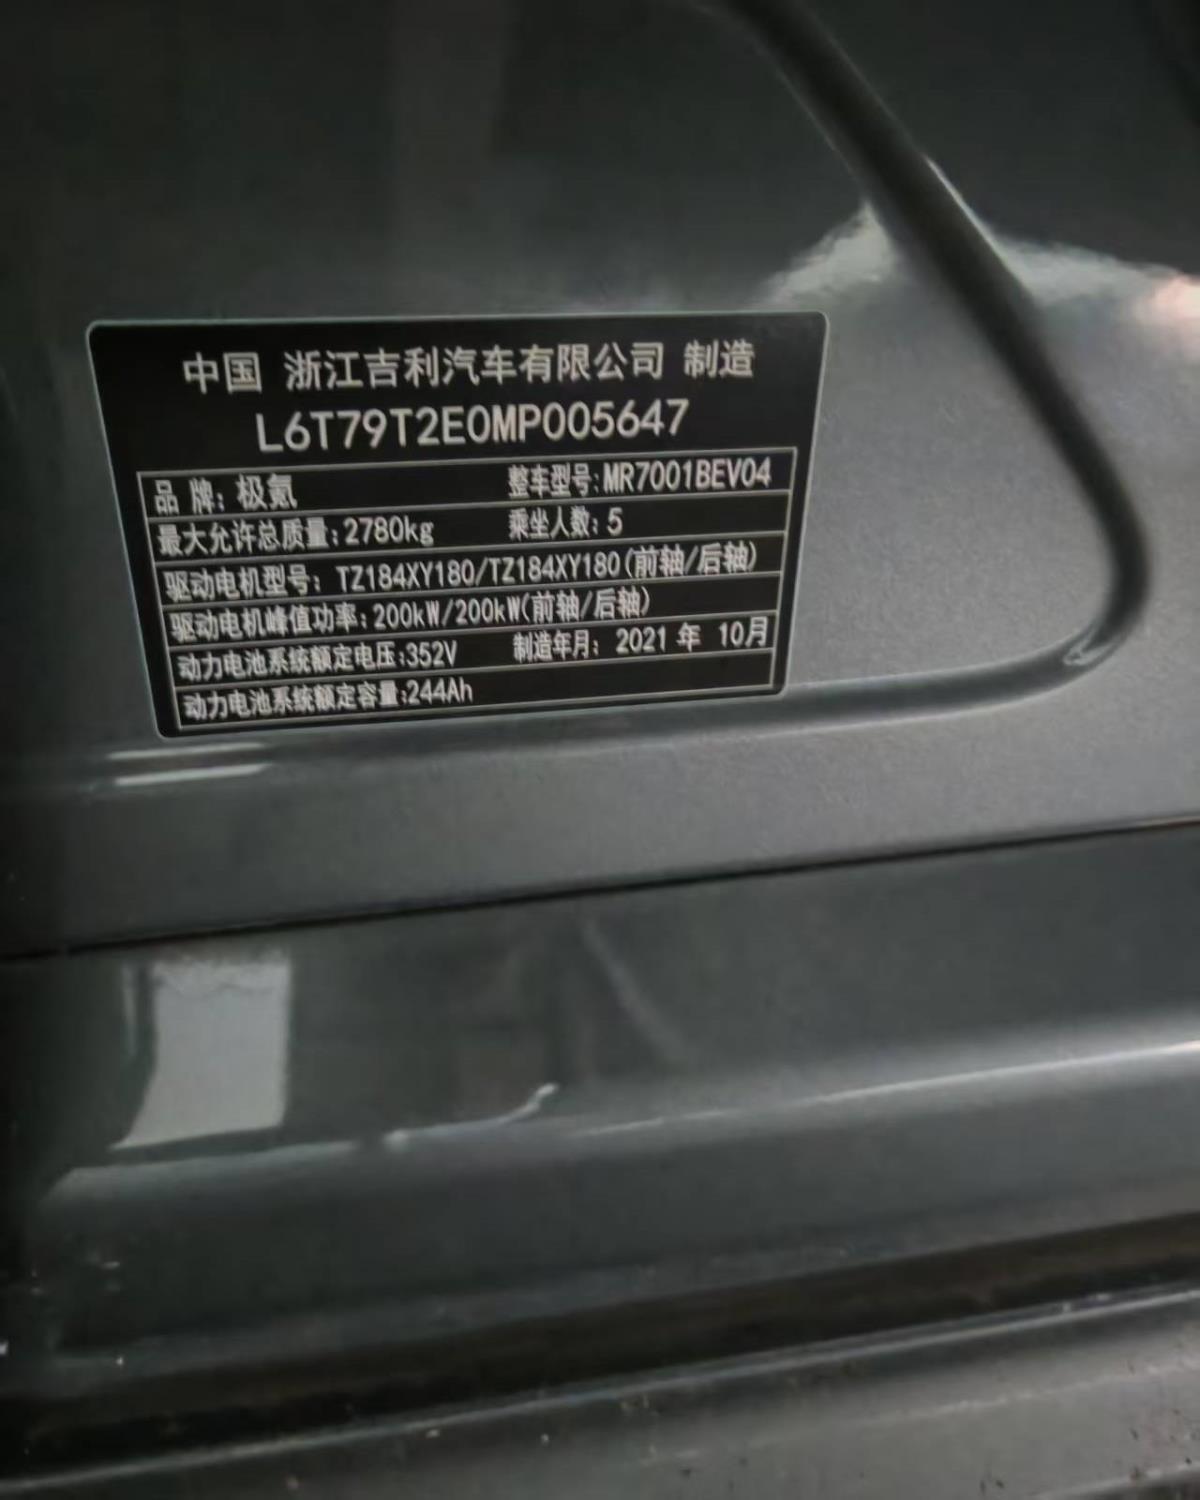 中国 浙江吉利汽车有限公司 制造
L6T79T2E0MP005647
品 牌：极氪 整车型号：MR7001BEV04
最大允许总质量：2780kg 乘坐人数：5
驱动电机型号：TZ184XY180/TZ184XY180(前轴/后轴)
驱动电机峰值功率：200kW/200kW(前轴/后轴)
动力电池系统额定电压：352V 制造年月：2021 年 10月
动力电池系统额定容量：244Ah